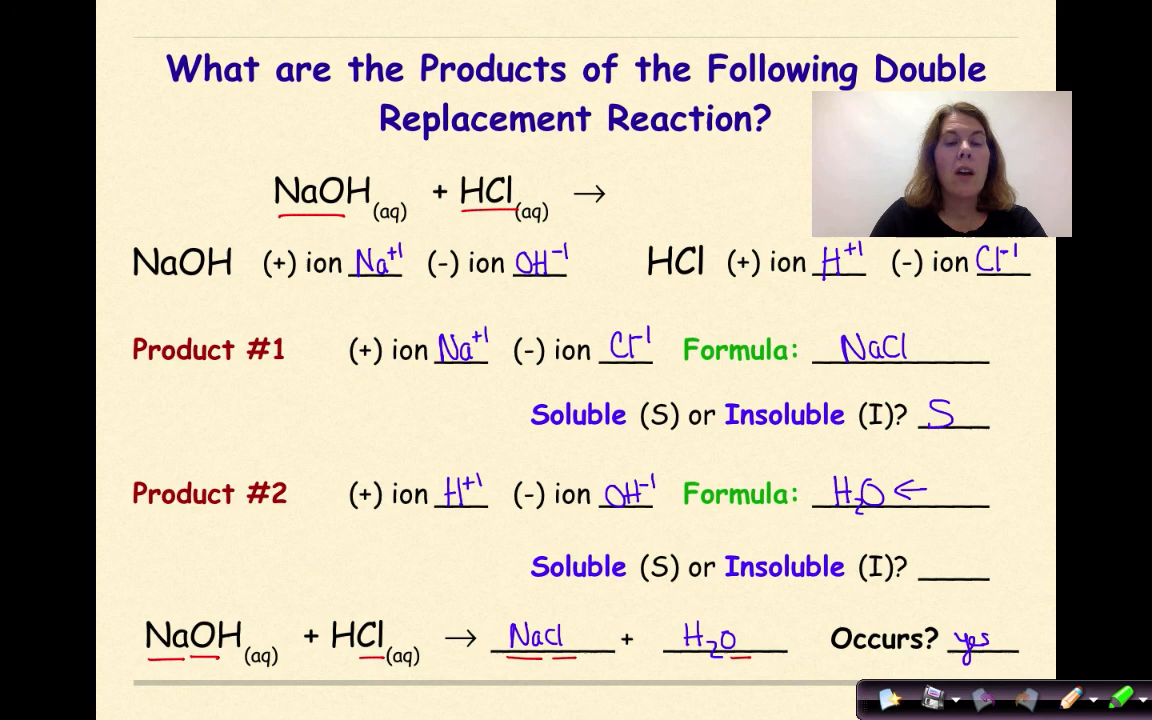 What are the Products of the Following Double
Replacement Reaction?
NaOH(aq) + HCl(aq) →
NaOH (+) ion Na+1 (-) ion OH-1 HCl (+) ion H+1 (-) ion Cl-1
Product #1 (+) ion Na+1 (-) ion Cl-1 Formula: NaCl
Soluble (S) or Insoluble (I)? S
Product #2 (+) ion H+1 (-) ion OH-1 Formula: H2O ←
Soluble (S) or Insoluble (I)? ____
NaOH(aq) + HCl(aq) → NaCl + H2O Occurs? yes